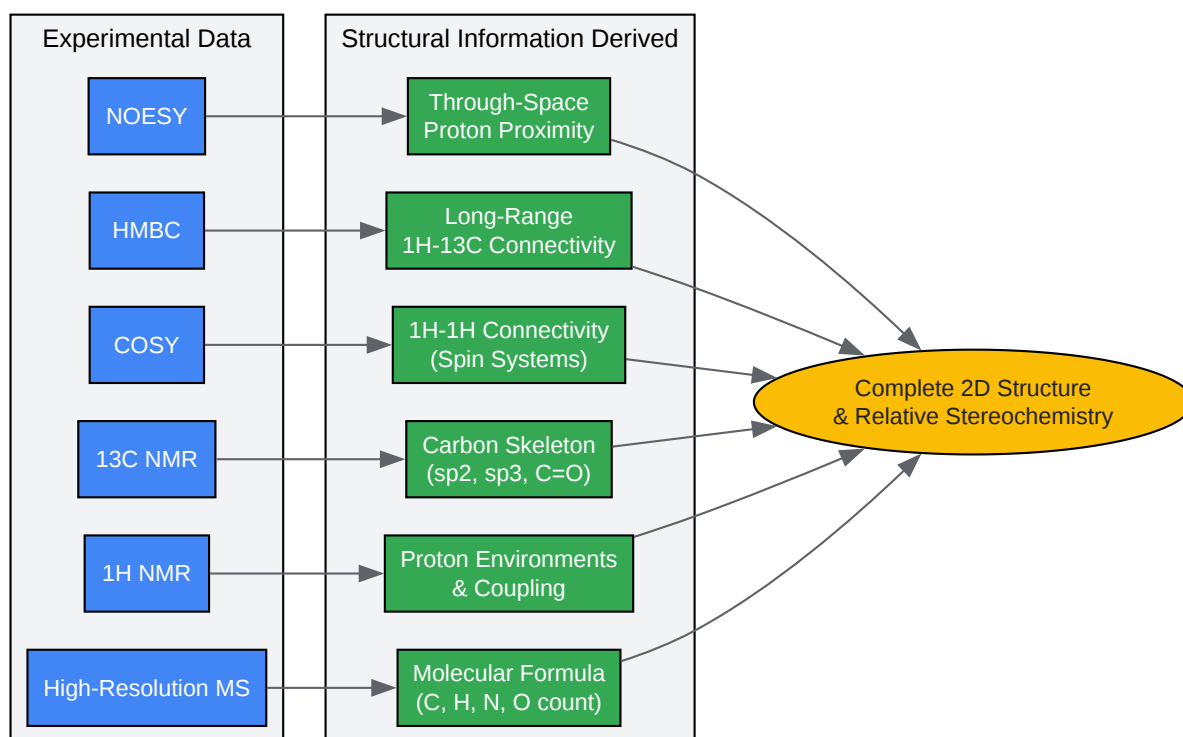 Experimental Data
Structural Information Derived
NOESY
Through-Space
Proton Proximity
HMBC
Long-Range
1H-13C Connectivity
COSY
1H-1H Connectivity
(Spin Systems)
Complete 2D Structure
& Relative Stereochemistry
13C NMR
Carbon Skeleton
(sp2, sp3, C=O)
1H NMR
Proton Environments
& Coupling
High-Resolution MS
Molecular Formula
(C, H, N, O count)